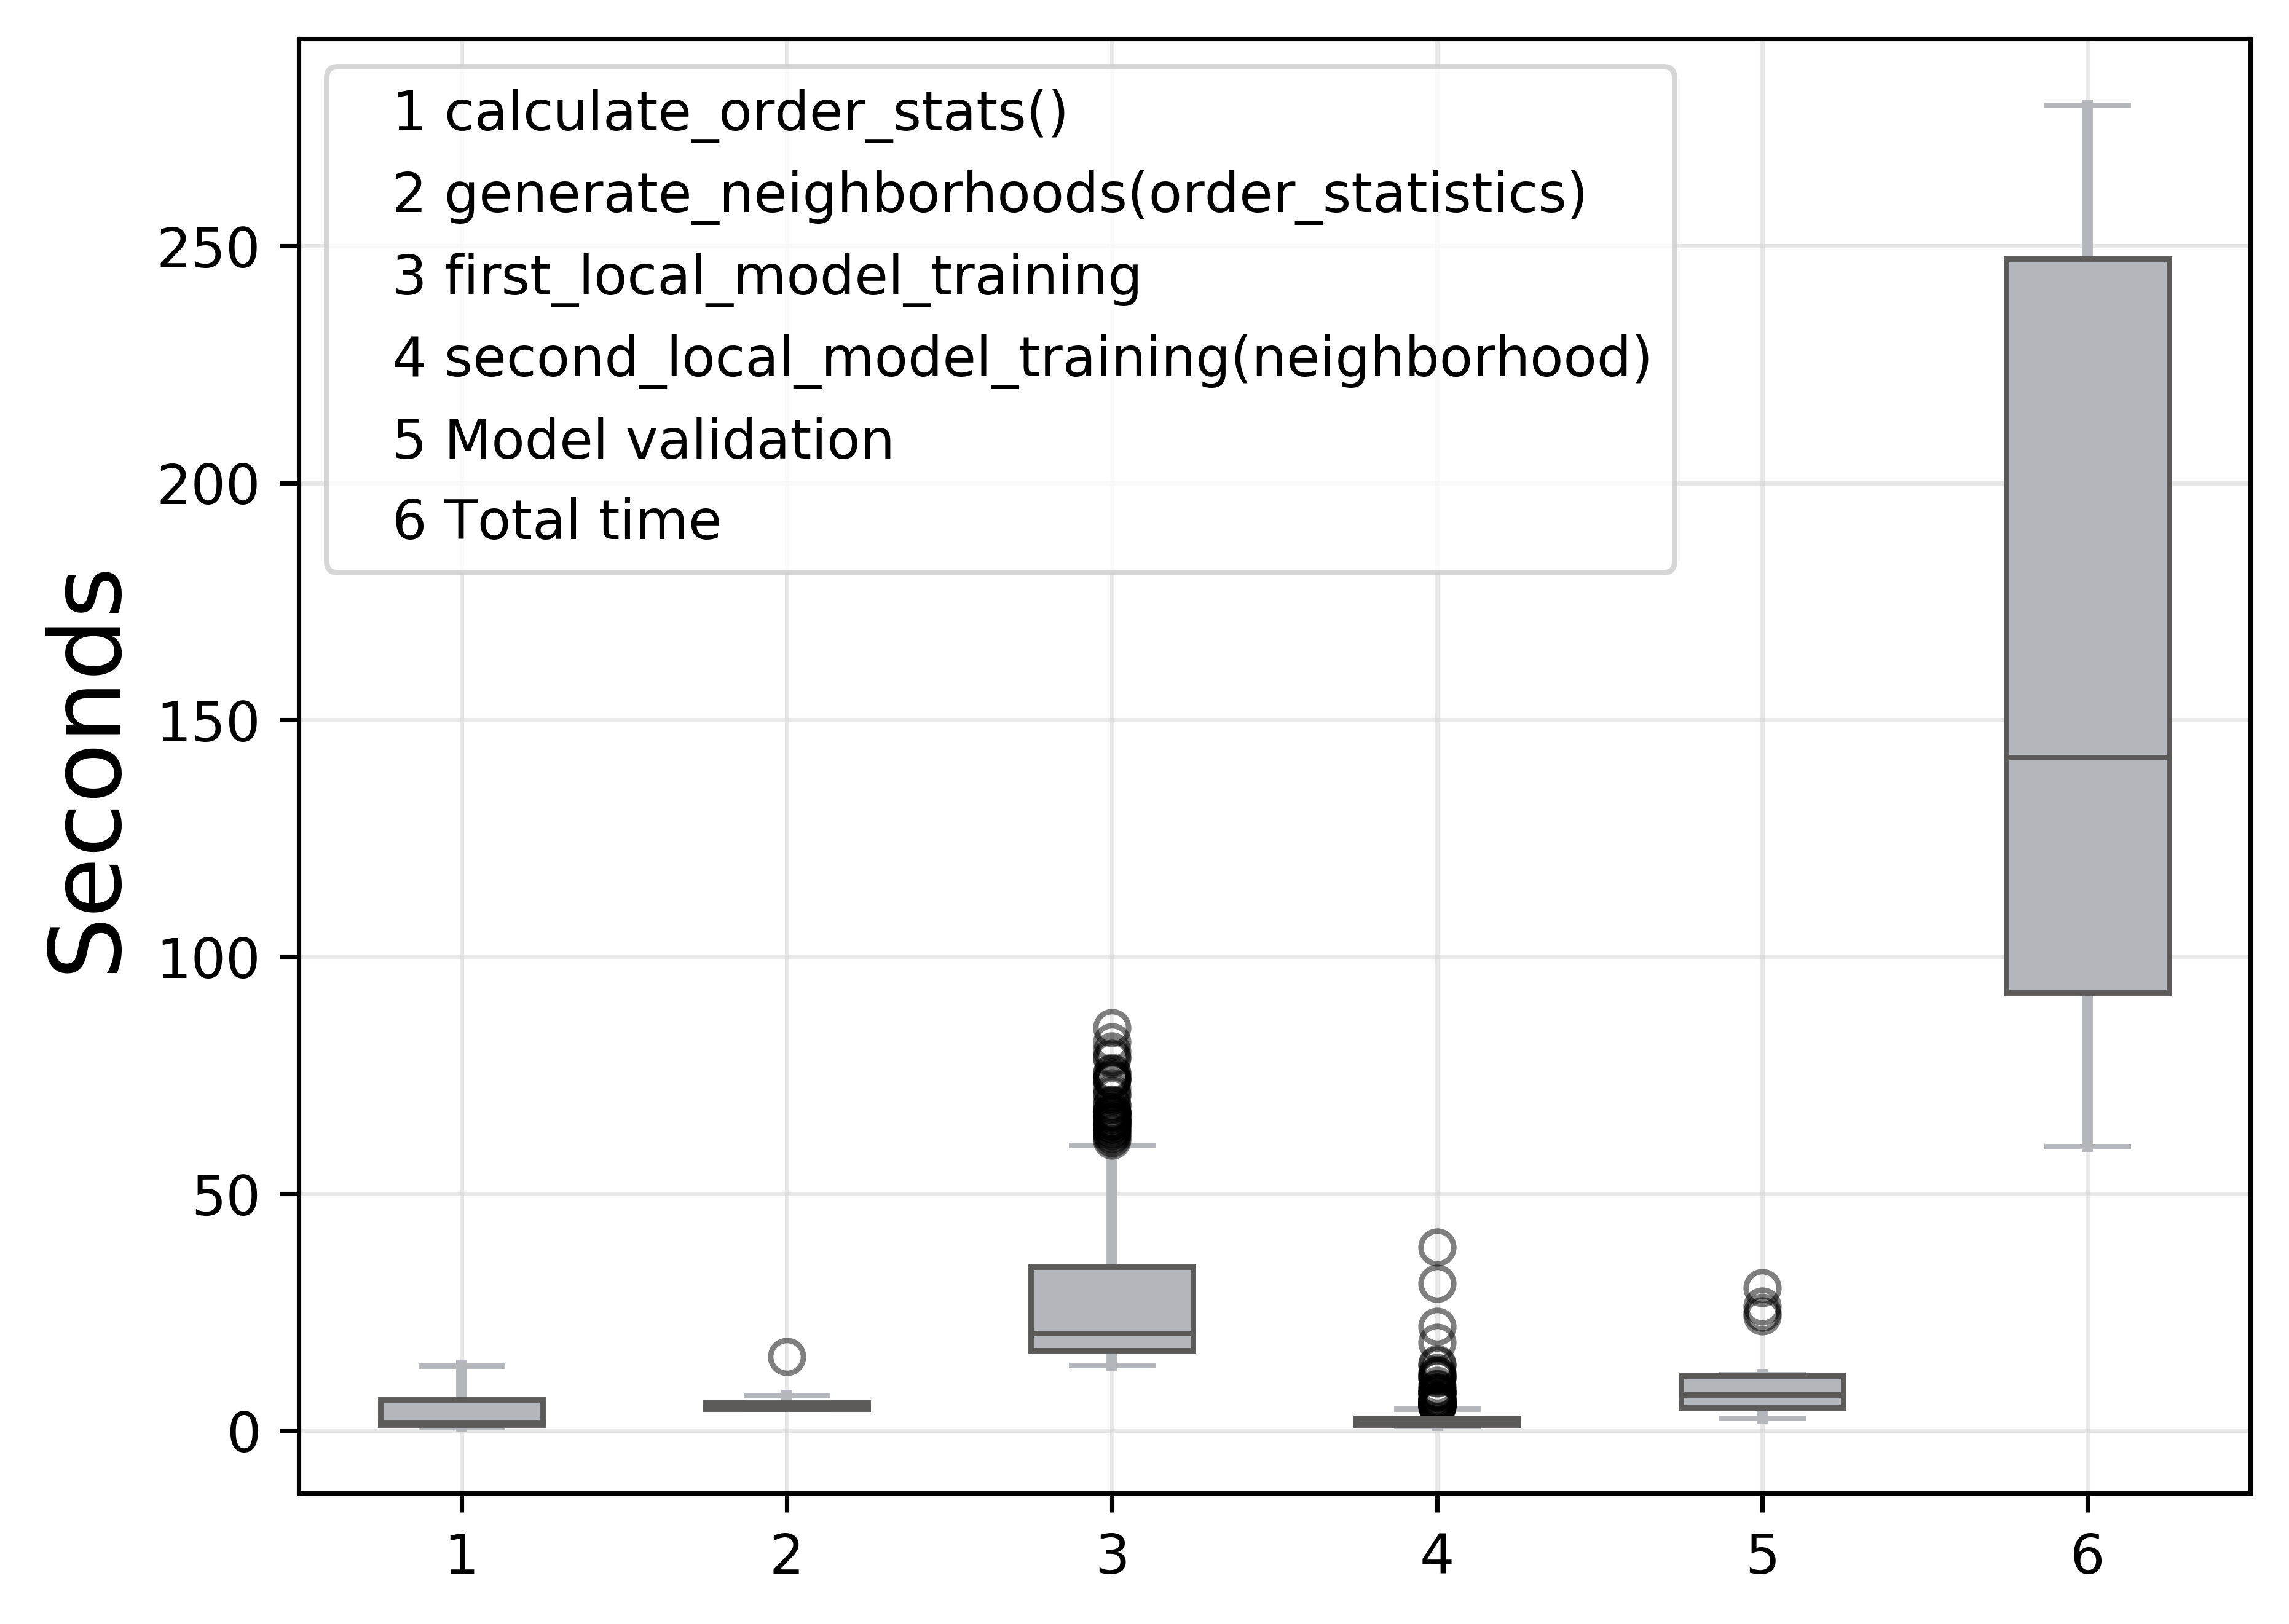 1 calculate_order_stats()
2 generate_neighborhoods(order_statistics)
3 first_local_model_training
4 second_local_model_training(neighborhood)
5 Model validation
6 Total time
Seconds
250
200
150
100
50
0
1 2 3 4 5 6